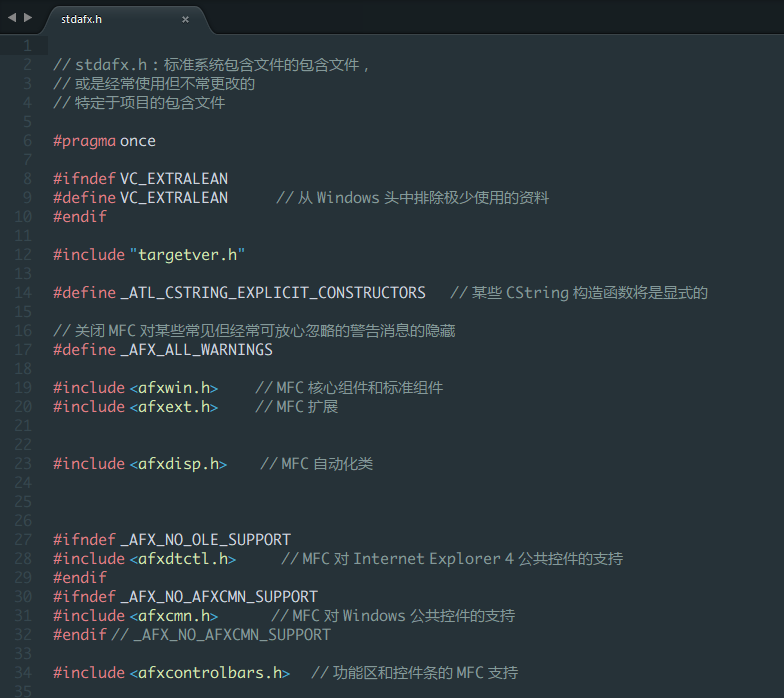 stdafx.h
1
2 // stdafx.h : 标准系统包含文件的包含文件，
3 // 或是经常使用但不常更改的
4 // 特定于项目的包含文件
5
6 #pragma once
7
8 #ifndef VC_EXTRALEAN
9 #define VC_EXTRALEAN // 从 Windows 头中排除极少使用的资料
10 #endif
11
12 #include "targetver.h"
13
14 #define _ATL_CSTRING_EXPLICIT_CONSTRUCTORS // 某些 CString 构造函数将是显式的
15
16 // 关闭 MFC 对某些常见但经常可放心忽略的警告消息的隐藏
17 #define _AFX_ALL_WARNINGS
18
19 #include <afxwin.h> // MFC 核心组件和标准组件
20 #include <afxext.h> // MFC 扩展
21
22
23 #include <afxdisp.h> // MFC 自动化类
24
25
26
27 #ifndef _AFX_NO_OLE_SUPPORT
28 #include <afxdtctl.h> // MFC 对 Internet Explorer 4 公共控件的支持
29 #endif
30 #ifndef _AFX_NO_AFXCMN_SUPPORT
31 #include <afxcmn.h> // MFC 对 Windows 公共控件的支持
32 #endif // _AFX_NO_AFXCMN_SUPPORT
33
34 #include <afxcontrolbars.h> // 功能区和控件条的 MFC 支持
35